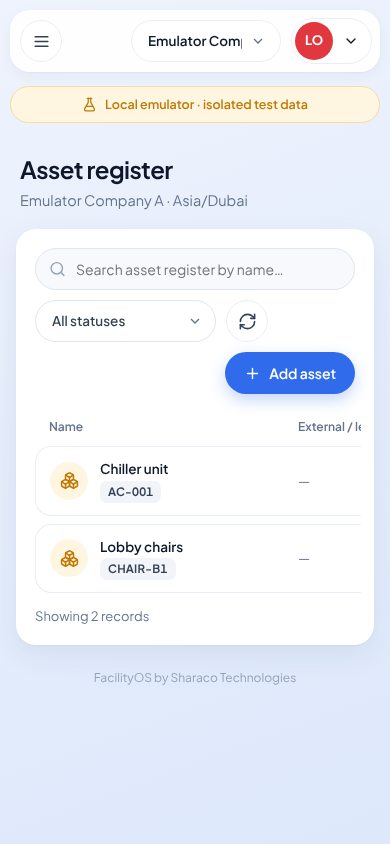 Emulator Comp
LO
Local emulator · isolated test data
Asset register
Emulator Company A · Asia/Dubai
Search asset register by name...
All statuses
Add asset
Name
External / le
Chiller unit
AC-001
—
Lobby chairs
CHAIR-B1
—
Showing 2 records
FacilityOS by Sharaco Technologies